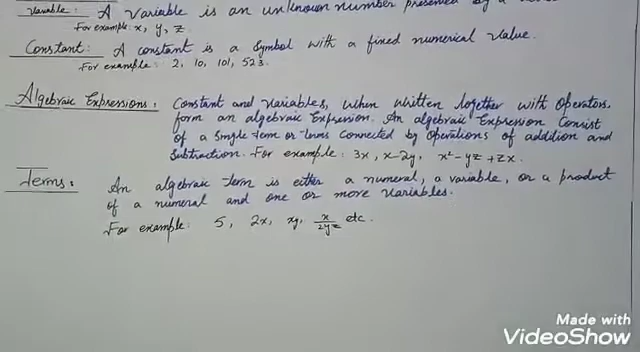 Variable: A Variable is an unknown number presented by a
For example x, y, z
Constant: A constant is a Symbol with a fixed numerical Value.
For example: 2, 10, 101, 523
Algebraic Expressions: Constant and Variables, When Written together with Operators,
form an algebraic Expression. An algebraic Expression Consist
of a Single term or terms Connected by Operations of addition and
Subtraction. For example: 3x, x-2y, x²-yz+zx.
Terms: An algebraic term is either a numeral, a variable, or a product
of a numeral and one or more Variables.
For example: 5, 2x, xy, x/2yz etc.
Made with
VideoShow